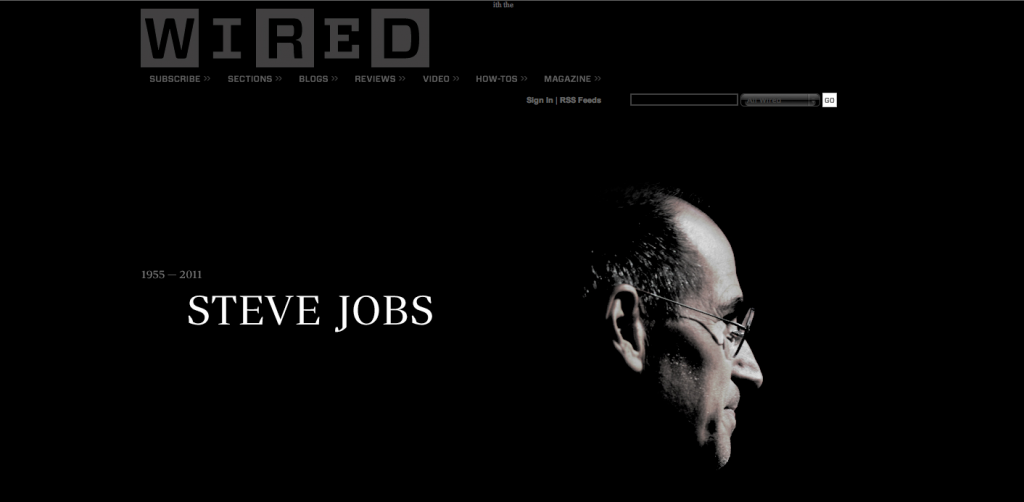 ith the
WIRED
SUBSCRIBE >> SECTIONS >> BLOGS >> REVIEWS >> VIDEO >> HOW-TOS >> MAGAZINE >>
Sign In | RSS Feeds All Wired GO
1955 — 2011
STEVE JOBS